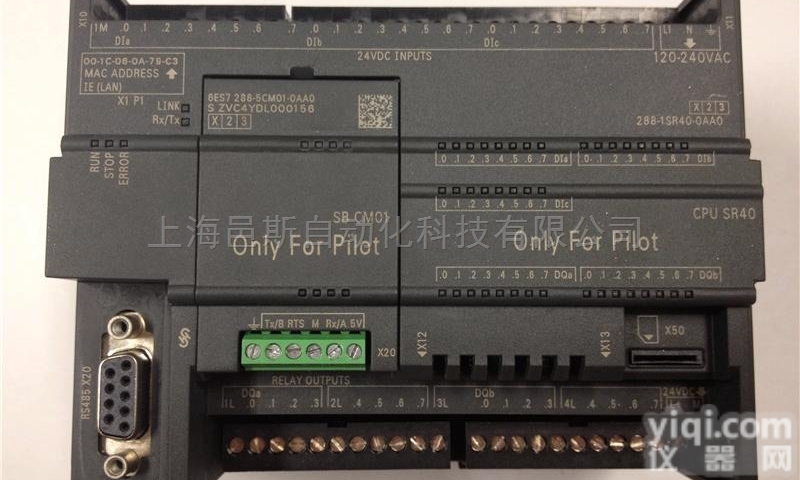 X10
1M .0 .1 .2 .3 .4 .5 .6 .7 .0 .1 .2 .3 .4 .5 .6 .7 .0 .1 .2 .3 .4 .5 .6 .7
L1 N
X11
DIa DIb DIc
24VDC INPUTS
120-240VAC
00-1C-06-0A-79-C3
MAC ADDRESS
IE (LAN)
X1 P1
LINK
Rx/Tx
6ES7 288-5CM01-0AA0
S ZVC4YDL000156
X 2 3
X 2 3
288-1SR40-0AA0
RUN
STOP
ERROR
.0 .1 .2 .3 .4 .5 .6 .7 DIa .0 .1 .2 .3 .4 .5 .6 .7 DIb
.0 .1 .2 .3 .4 .5 .6 .7 DIc
SB CM01
CPU SR40
上海邑斯自动化科技有限公司
Only For Pilot
Only For Pilot
.0 .1 .2 .3 .4 .5 .6 .7 DQa .0 .1 .2 .3 .4 .5 .6 .7 DQb
Tx/B RTS M Rx/A 5V
X20
X12
X13
X50
RS485 X20
RELAY OUTPUTS
DQa DQb
24VDC
1L .0 .1 .2 .3 2L .4 .5 .6 .7 3L .0 .1 .2 .3 4L .4 .5 .6 .7
M
yiqi.com
仪器网